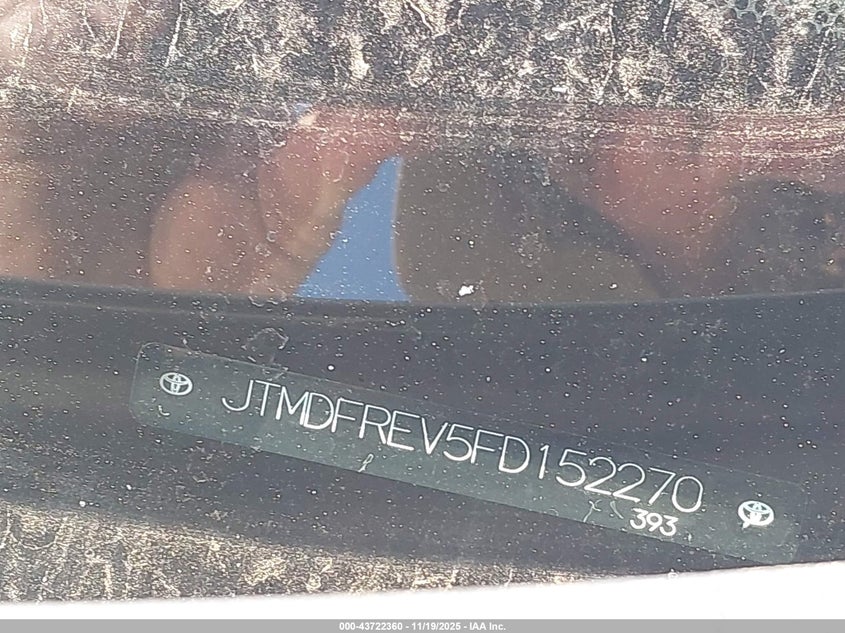 JTMDFREV5FD152270
393
000-43722360 - 11/19/2025 - IAA Inc.